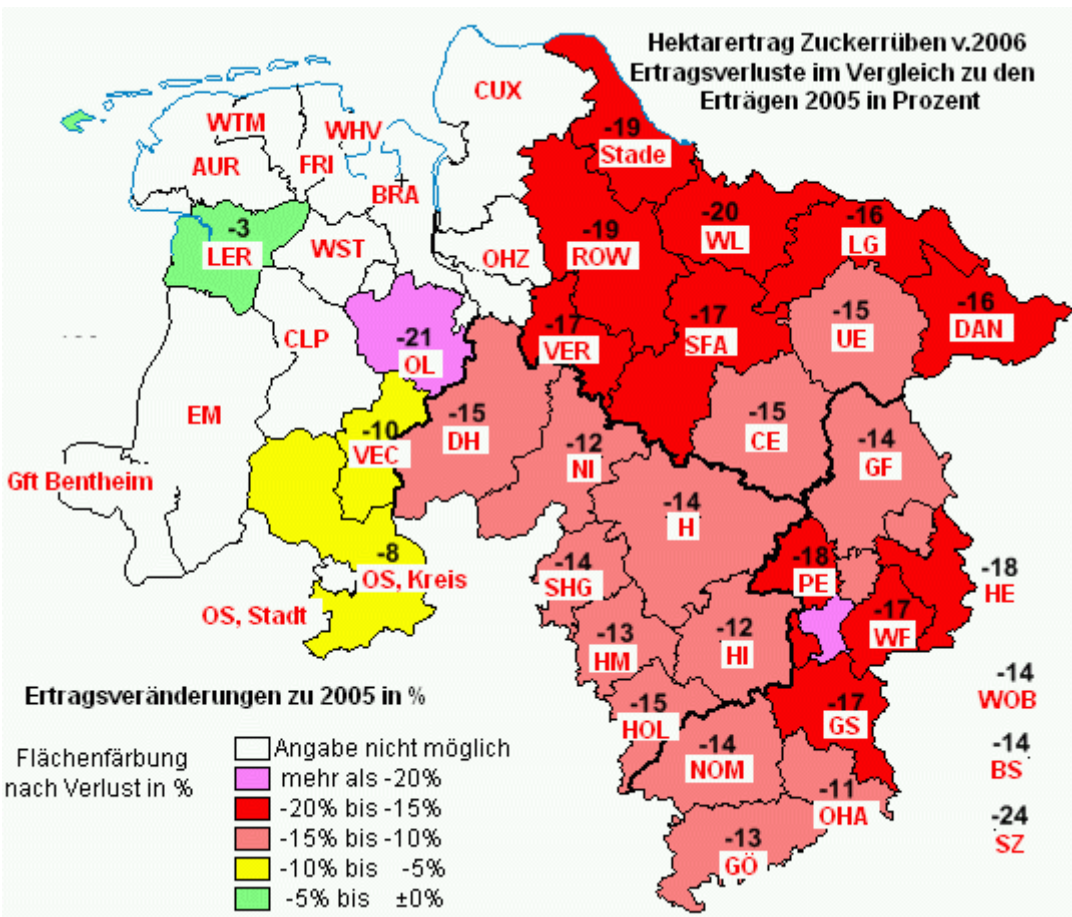 Hektarertrag Zuckerrüben v.2006
Ertragsverluste im Vergleich zu den
Erträgen 2005 in Prozent
CUX
WTM
WHV
AUR
FRI
BRA
-19
Stade
-3
LER
WST
OHZ
-19
ROW
-20
WL
-16
LG
CLP
-21
OL
-17
VER
-17
SFA
-15
UE
-16
DAN
EM
-10
VEC
-15
DH
-12
NI
-15
CE
-14
GF
Gft Bentheim
-14
H
-8
OS, Kreis
OS, Stadt
-14
SHG
-18
PE
-18
HE
-13
HM
-12
HI
-17
WF
-15
HOL
-14
NOM
-17
GS
-14
WOB
-14
BS
-11
OHA
-24
SZ
-13
GÖ
Ertragsveränderungen zu 2005 in %
Flächenfärbung
nach Verlust in %
Angabe nicht möglich
mehr als -20%
-20% bis -15%
-15% bis -10%
-10% bis -5%
-5% bis ±0%